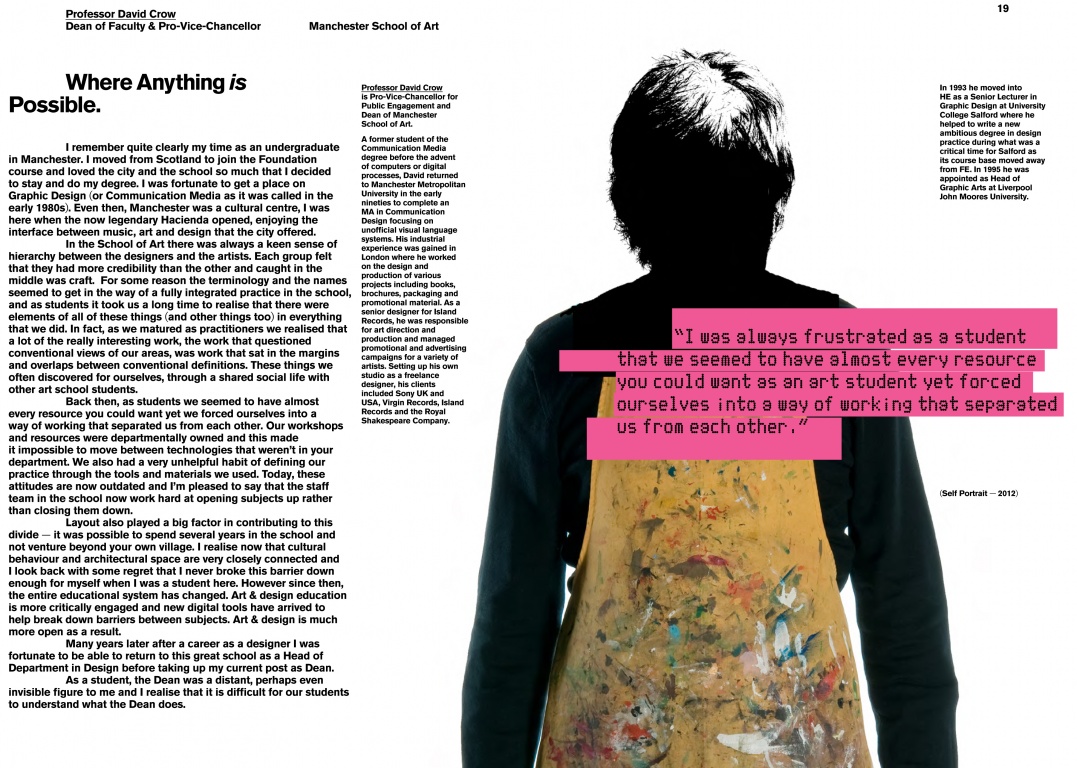 Professor David Crow
Dean of Faculty & Pro-Vice-Chancellor
Manchester School of Art
19
Where Anything is
Possible.
I remember quite clearly my time as an undergraduate
in Manchester. I moved from Scotland to join the Foundation
course and loved the city and the school so much that I decided
to stay and do my degree. I was fortunate to get a place on
Graphic Design (or Communication Media as it was called in the
early 1980s). Even then, Manchester was a cultural centre, I was
here when the now legendary Hacienda opened, enjoying the
interface between music, art and design that the city offered.
In the School of Art there was always a keen sense of
hierarchy between the designers and the artists. Each group felt
that they had more credibility than the other and caught in the
middle was craft.  For some reason the terminology and the names
seemed to get in the way of a fully integrated practice in the school,
and as students it took us a long time to realise that there were
elements of all of these things (and other things too) in everything
that we did. In fact, as we matured as practitioners we realised that
a lot of the really interesting work, the work that questioned
conventional views of our areas, was work that sat in the margins
and overlaps between conventional definitions. These things we
often discovered for ourselves, through a shared social life with
other art school students.
Back then, as students we seemed to have almost
every resource you could want yet we forced ourselves into a
way of working that separated us from each other. Our workshops
and resources were departmentally owned and this made
it impossible to move between technologies that weren't in your
department. We also had a very unhelpful habit of defining our
practice through the tools and materials we used. Today, these
attitudes are now outdated and I'm pleased to say that the staff
team in the school now work hard at opening subjects up rather
than closing them down.
Layout also played a big factor in contributing to this
divide — it was possible to spend several years in the school and
not venture beyond your own village. I realise now that cultural
behaviour and architectural space are very closely connected and
I look back with some regret that I never broke this barrier down
enough for myself when I was a student here. However since then,
the entire educational system has changed. Art & design education
is more critically engaged and new digital tools have arrived to
help break down barriers between subjects. Art & design is much
more open as a result.
Many years later after a career as a designer I was
fortunate to be able to return to this great school as a Head of
Department in Design before taking up my current post as Dean.
As a student, the Dean was a distant, perhaps even
invisible figure to me and I realise that it is difficult for our students
to understand what the Dean does.
Professor David Crow
is Pro-Vice-Chancellor for
Public Engagement and
Dean of Manchester
School of Art.
A former student of the
Communication Media
degree before the advent
of computers or digital
processes, David returned
to Manchester Metropolitan
University in the early
nineties to complete an
MA in Communication
Design focusing on
unofficial visual language
systems. His industrial
experience was gained in
London where he worked
on the design and
production of various
projects including books,
brochures, packaging and
promotional material. As a
senior designer for Island
Records, he was responsible
for art direction and
production and managed
promotional and advertising
campaigns for a variety of
artists. Setting up his own
studio as a freelance
designer, his clients
included Sony UK and
USA, Virgin Records, Island
Records and the Royal
Shakespeare Company.
In 1993 he moved into
HE as a Senior Lecturer in
Graphic Design at University
College Salford where he
helped to write a new
ambitious degree in design
practice during what was a
critical time for Salford as
its course base moved away
from FE. In 1995 he was
appointed as Head of
Graphic Arts at Liverpool
John Moores University.
"I was always frustrated as a student
that we seemed to have almost every resource
you could want as an art student yet forced
ourselves into a way of working that separated
us from each other."
(Self Portrait — 2012)